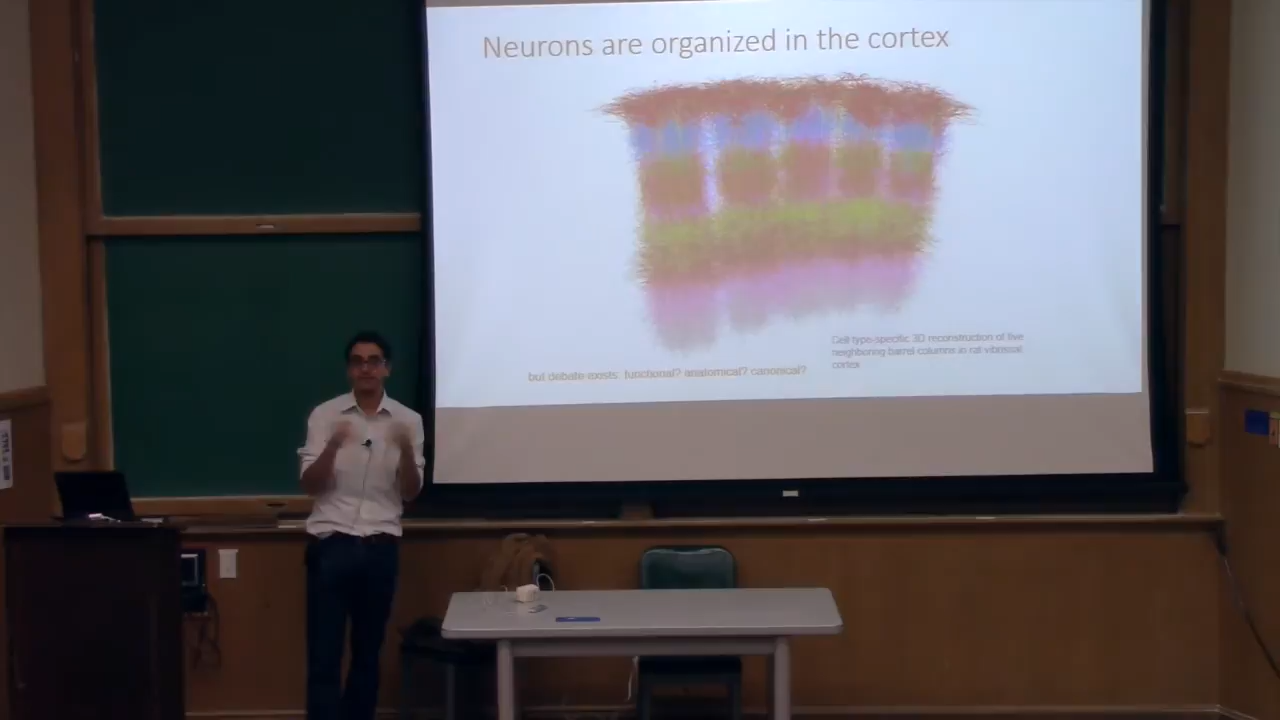 Neurons are organized in the cortex
Cell type-specific 3D reconstruction of five
neighboring barrel columns in rat vibrissal
cortex
but debate exists: functional? anatomical? canonical?